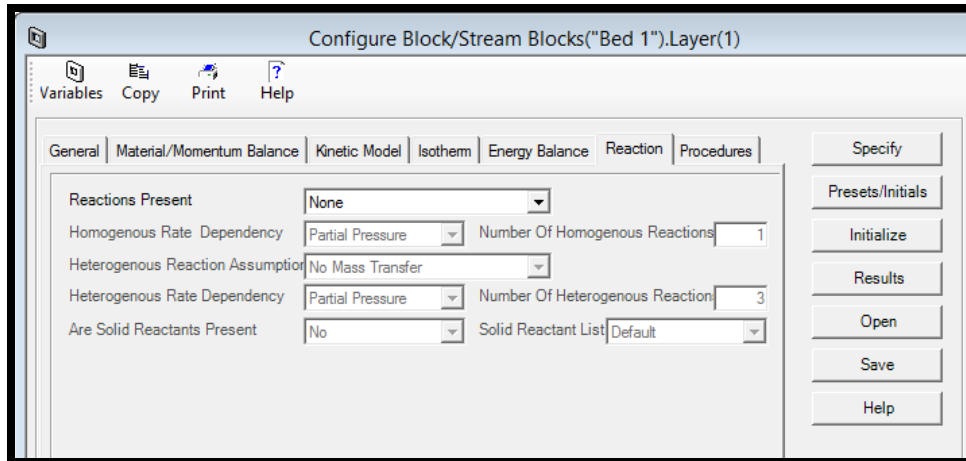 Configure Block/Stream Blocks("Bed 1").Layer(1)
Variables Copy Print Help
General Material/Momentum Balance Kinetic Model Isotherm Energy Balance Reaction Procedures
Specify
Reactions Present None
Presets/Initials
Homogenous Rate Dependency Partial Pressure Number Of Homogenous Reactions 1
Initialize
Heterogenous Reaction Assumption No Mass Transfer
Results
Heterogenous Rate Dependency Partial Pressure Number Of Heterogenous Reaction 3
Are Solid Reactants Present No Solid Reactant List Default
Open
Save
Help